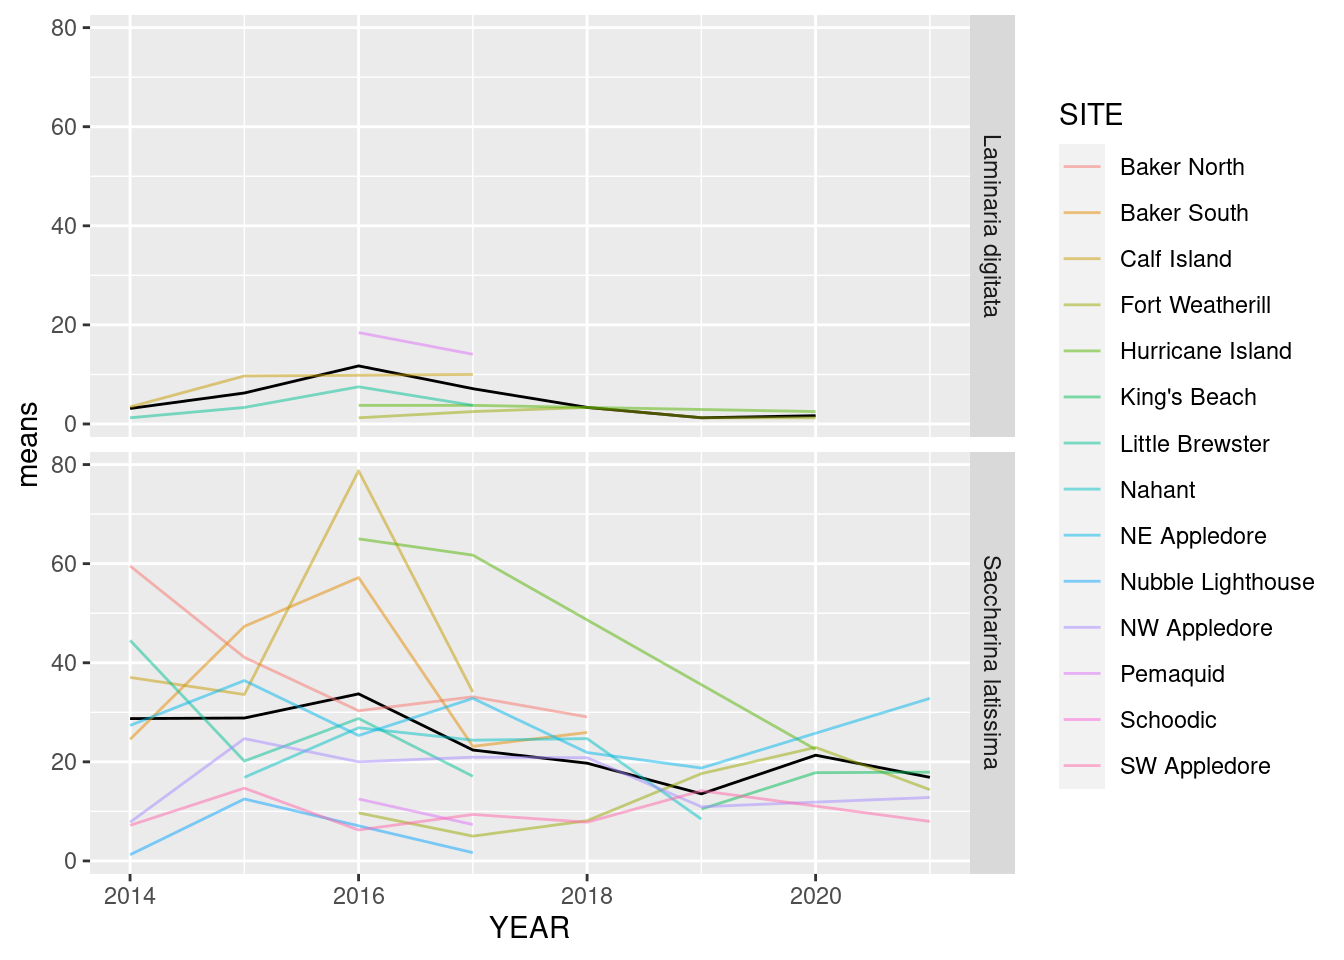 80
60
40
20
0
Laminaria digitata
means
80
60
40
20
0
Saccharina latissima
2014 2016 2018 2020
YEAR
SITE
Baker North
Baker South
Calf Island
Fort Weatherill
Hurricane Island
King's Beach
Little Brewster
Nahant
NE Appledore
Nubble Lighthouse
NW Appledore
Pemaquid
Schoodic
SW Appledore